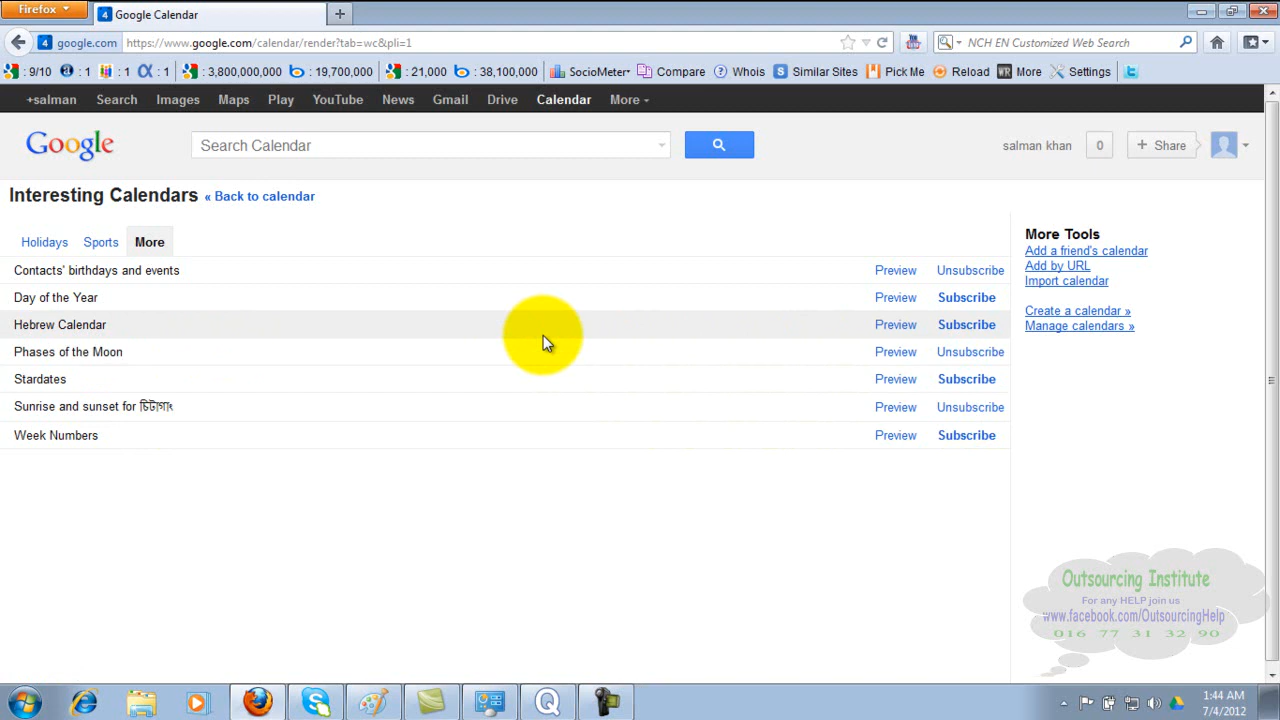 Firefox
Google Calendar
google.com https://www.google.com/calendar/render?tab=wc&pli=1 NCH EN Customized Web Search
: 9/10 : 1 : 1 : 1 : 3,800,000,000 : 19,700,000 : 21,000 : 38,100,000 SocioMeter Compare Whois Similar Sites Pick Me Reload More Settings
+salman Search Images Maps Play YouTube News Gmail Drive Calendar More
Google Search Calendar salman khan 0 + Share
Interesting Calendars « Back to calendar
Holidays Sports More
Contacts' birthdays and events Preview Unsubscribe
Day of the Year Preview Subscribe
Hebrew Calendar Preview Subscribe
Phases of the Moon Preview Unsubscribe
Stardates Preview Subscribe
Sunrise and sunset for চিটাগাং Preview Unsubscribe
Week Numbers Preview Subscribe
More Tools
Add a friend's calendar
Add by URL
Import calendar
Create a calendar »
Manage calendars »
Outsourcing Institute
For any HELP join us
www.facebook.com/OutsourcingHelp
016 77 31 32 90
1:44 AM
7/4/2012